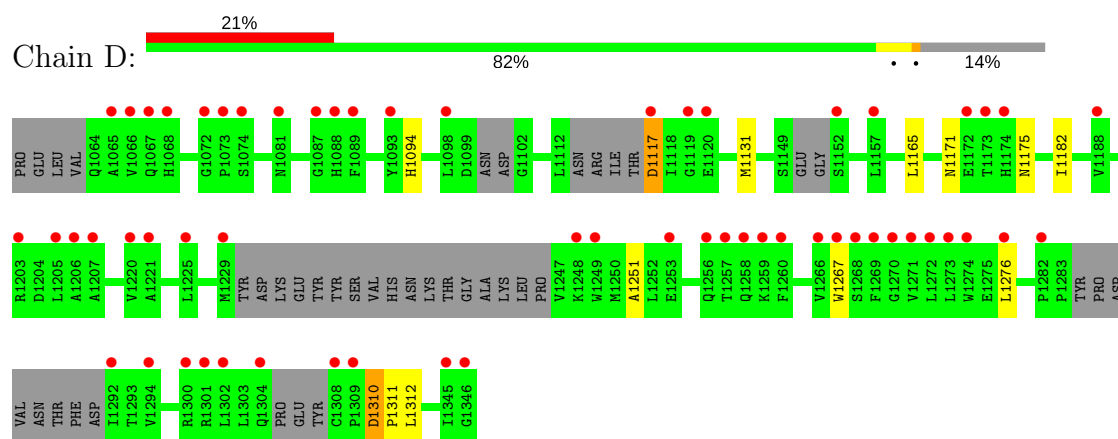 21%
Chain D:
82% • • 14%
PRO GLU LEU VAL Q1064 A1065 V1066 Q1067 H1068 G1072 P1073 S1074 N1081 G1087 H1088 F1089 Y1093 H1094 L1098 D1099 ASN ASP G1102 L1112 ASN ARG ILE THR D1117 I1118 G1119 E1120 M1131 S1149 GLU GLY S1152 L1157 L1165 N1171 E1172 T1173 H1174 N1175 I1182 V1188
R1203 D1204 L1205 A1206 A1207 V1220 A1221 L1225 M1229 TYR ASP LYS GLU TYR TYR SER VAL HIS ASN LYS THR GLY ALA LYS LEU PRO V1247 K1248 W1249 M1250 A1251 L1252 E1253 Q1256 T1257 Q1258 K1259 F1260 V1266 W1267 S1268 F1269 G1270 V1271 L1272 L1273 W1274 E1275 L1276 P1282 P1283 TYR PRO ASP
VAL ASN THR PHE ASP I1292 T1293 V1294 R1300 R1301 L1302 L1303 Q1304 PRO GLU TYR C1308 P1309 D1310 P1311 L1312 I1345 G1346